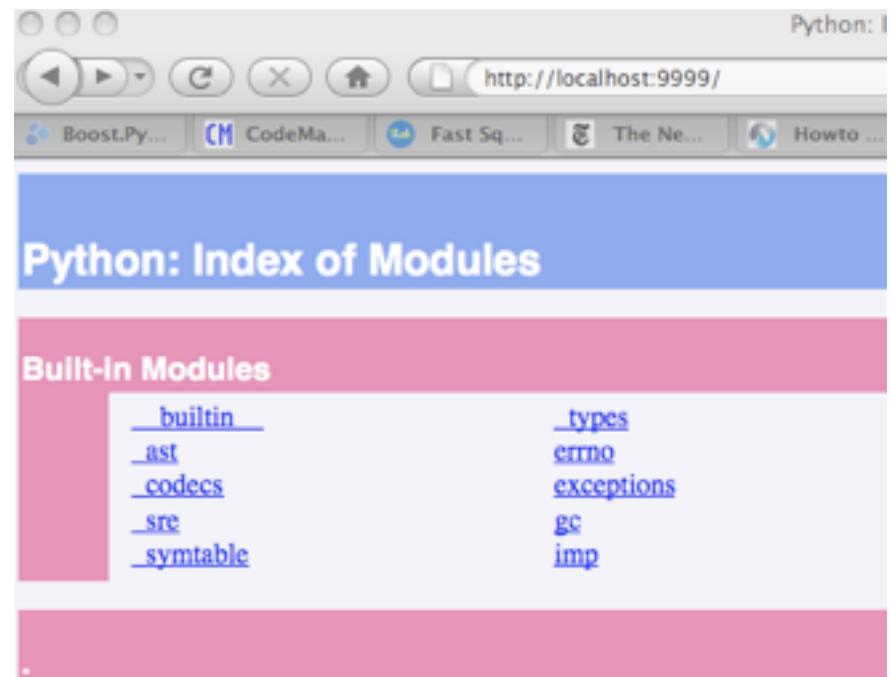 Python: I
http://localhost:9999/
Boost.Py... CM CodeMa... Fast Sq... The Ne... Howto ...
Python: Index of Modules
Built-in Modules
__builtin__ _types
_ast errno
_codecs exceptions
_sre gc
_symtable imp
.